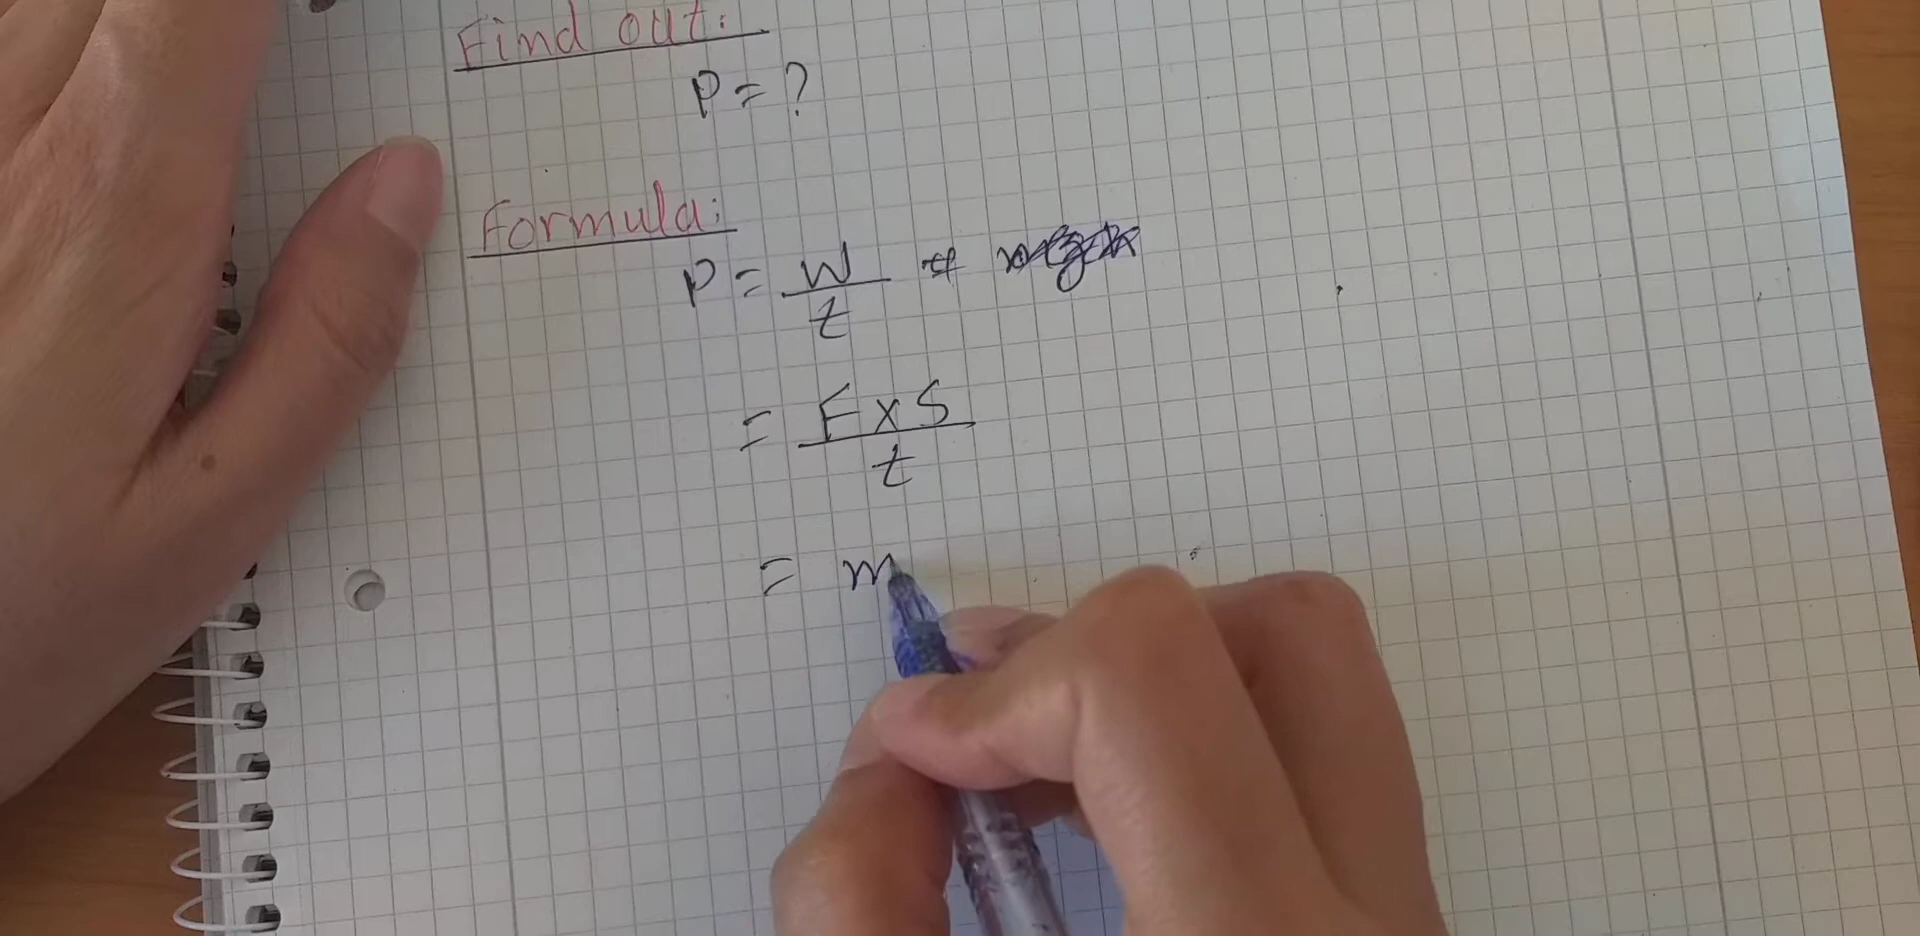 Find out:
P = ?
Formula:
P = W / t
= F x S / t
= m